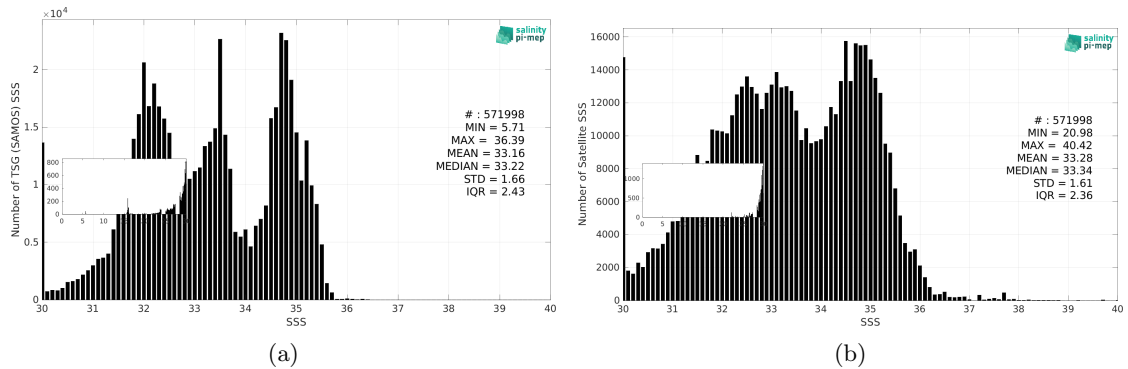 ×10⁴
salinity
pi-mep
# : 571998
MIN = 5.71
MAX = 36.39
MEAN = 33.16
MEDIAN = 33.22
STD = 1.66
IQR = 2.43
Number of TSG (SAMOS) SSS
2
1.5
1
0.5
0
800
600
400
200
0
0 5 10
30 31 32 33 34 35 36 37 38 39 40
SSS
(a)
salinity
pi-mep
# : 571998
MIN = 20.98
MAX = 40.42
MEAN = 33.28
MEDIAN = 33.34
STD = 1.61
IQR = 2.36
Number of Satellite SSS
16000
14000
12000
10000
8000
6000
4000
2000
0
1000
500
0
0 5 10
30 31 32 33 34 35 36 37 38 39 40
SSS
(b)